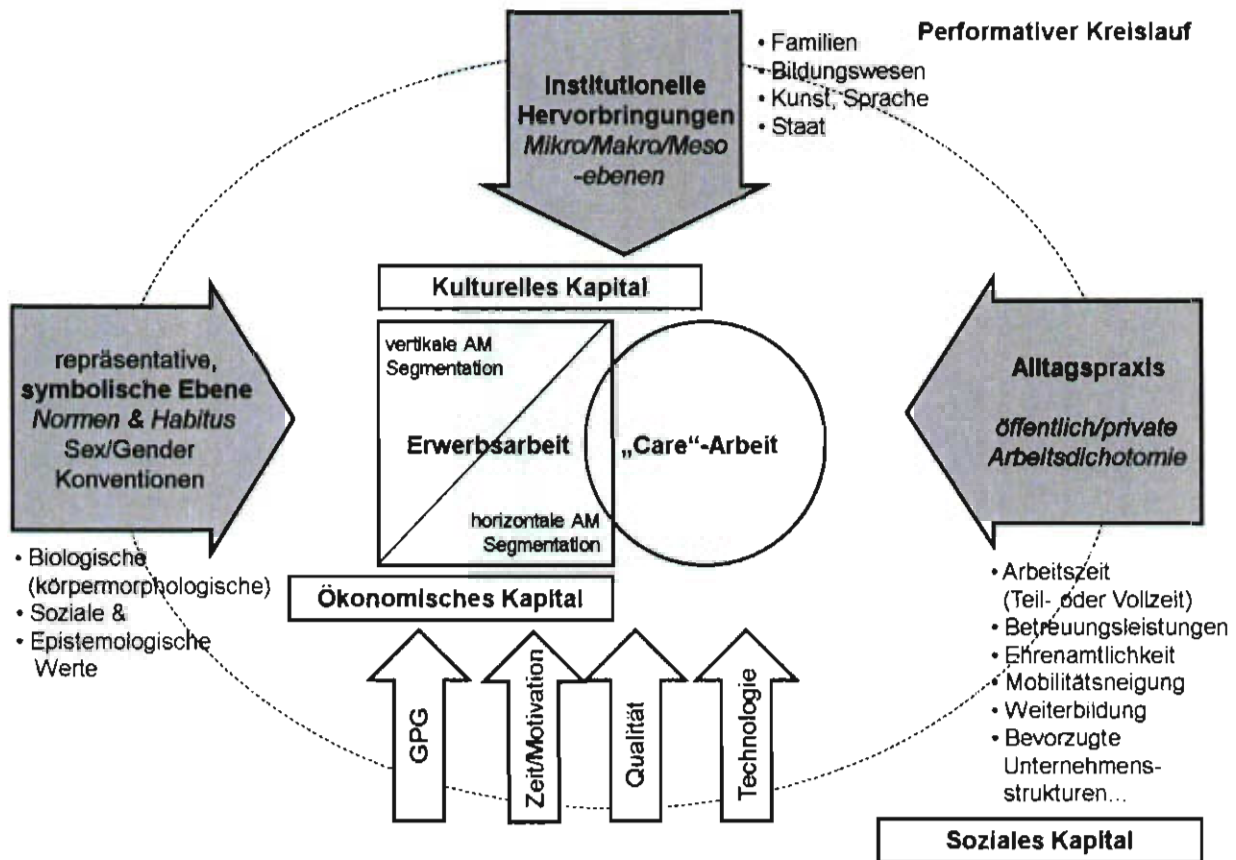 Performativer Kreislauf
Institutionelle
Hervorbringungen
Mikro/Makro/Meso
-ebenen
• Familien
• Bildungswesen
• Kunst, Sprache
• Staat
repräsentative,
symbolische Ebene
Normen & Habitus
Sex/Gender
Konventionen
• Biologische
(körpermorphologische)
• Soziale &
• Epistemologische
Werte
Kulturelles Kapital
vertikale AM
Segmentation
Erwerbsarbeit
„Care“-Arbeit
horizontale AM
Segmentation
Ökonomisches Kapital
GPG
Zeit/Motivation
Qualität
Technologie
Alltagspraxis
öffentlich/private
Arbeitsdichotomie
• Arbeitszeit
(Teil- oder Vollzeit)
• Betreuungsleistungen
• Ehrenamtlichkeit
• Mobilitätsneigung
• Weiterbildung
• Bevorzugte
Unternehmens-
strukturen...
Soziales Kapital